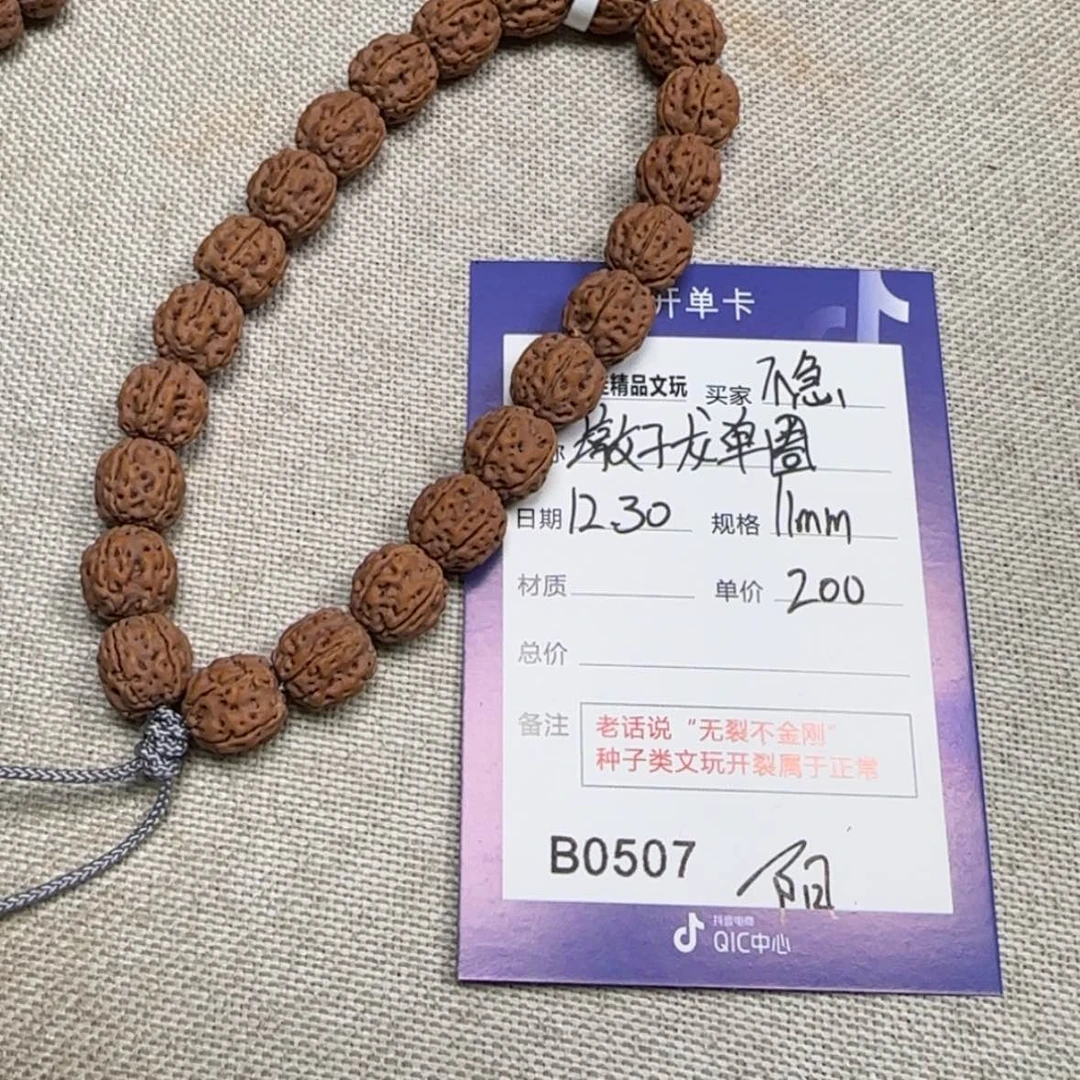 开单卡
精品文玩 买家 不急
称 墩子龙单圈
日期 12.30 规格 11mm
材质 单价 200
总价
备注 老话说“无裂不金刚”
种子类文玩开裂属于正常
B0507
抖音电商
QIC中心